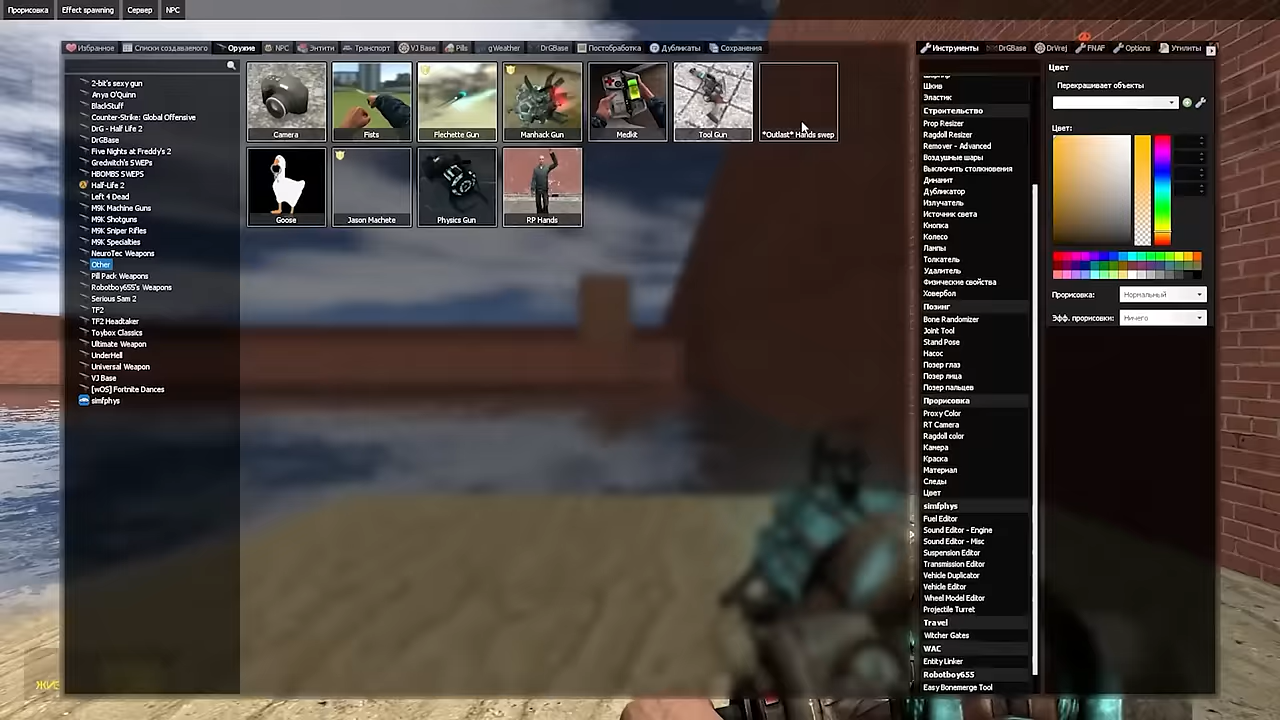 Прорисовка Effect spawning Сервер NPC
Избранное Списки создаваемого Оружие NPC Энтити Транспорт VJ Base Pills gWeather DrGBase Постобработка Дубликаты Сохранения
Инструменты DrGBase DrVrej FNAF Options Утилиты
2-bit's sexy gun
Anya O'Quinn
BlackStuff
Counter-Strike: Global Offensive
DrG - Half Life 2
DrGBase
Five Nights at Freddy's 2
Gredwitch's SWEPs
HBOMBS SWEPS
Half-Life 2
Left 4 Dead
M9K Machine Guns
M9K Shotguns
M9K Sniper Rifles
M9K Specialties
NeuroTec Weapons
Other
Pill Pack Weapons
Robotboy655's Weapons
Serious Sam 2
TF2
TF2 Headtaker
Toybox Classics
Ultimate Weapon
UnderHell
Universal Weapon
VJ Base
[wOS] Fortnite Dances
simfphys
Camera
Fists
Flechette Gun
Manhack Gun
Medkit
Tool Gun
*Outlast* Hands swep
Goose
Jason Machete
Physics Gun
RP Hands
Шкив
Эластик
Строительство
Prop Resizer
Ragdoll Resizer
Remover - Advanced
Воздушные шары
Выключить столкновения
Динамит
Дубликатор
Излучатель
Источник света
Кнопка
Колесо
Лампы
Толкатель
Удалитель
Физические свойства
Ховербол
Позинг
Bone Randomizer
Joint Tool
Stand Pose
Насос
Позер глаз
Позер лица
Позер пальцев
Прорисовка
Proxy Color
RT Camera
Ragdoll color
Камера
Краска
Материал
Следы
Цвет
simfphys
Fuel Editor
Sound Editor - Engine
Sound Editor - Misc
Suspension Editor
Transmission Editor
Vehicle Duplicator
Vehicle Editor
Wheel Model Editor
Projectile Turret
Travel
Witcher Gates
WAC
Entity Linker
Robotboy655
Easy Bonemerge Tool
Цвет
Перекрашивает объекты
Цвет:
Прорисовка: Нормальный
Эфф. прорисовки: Ничего